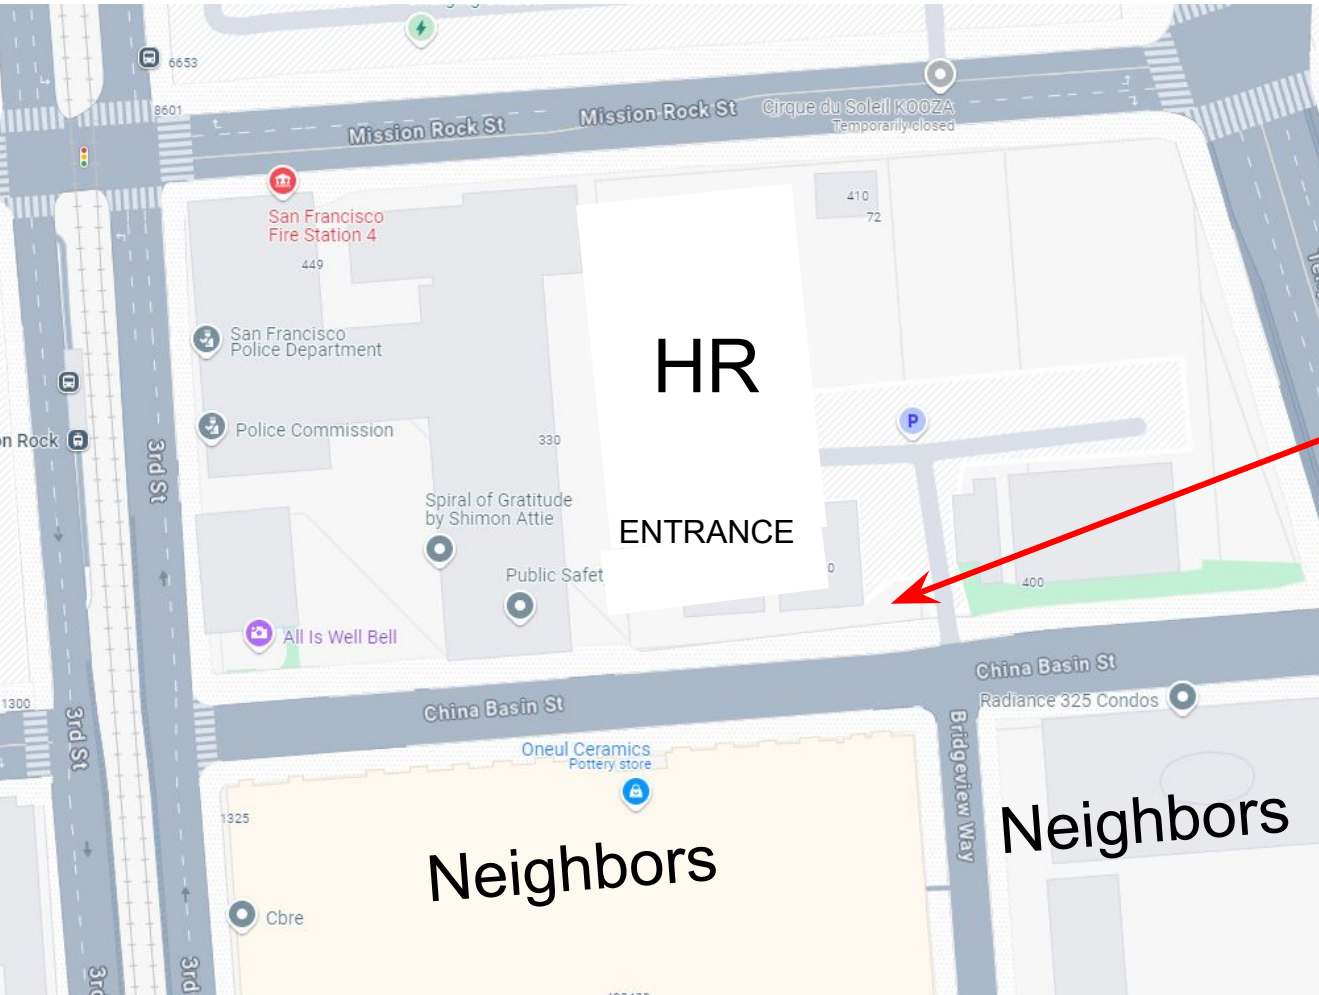 6653
8601
Mission Rock St
Mission Rock St
Cirque du Soleil KOOZA
Temporarily closed
San Francisco
Fire Station 4
449
410
72
San Francisco
Police Department
HR
P
Police Commission
330
on Rock
3rd St
Spiral of Gratitude
by Shimon Attie
ENTRANCE
Public Safet
0
400
All Is Well Bell
China Basin St
China Basin St
Radiance 325 Condos
1300
3rd St
Oneul Ceramics
Pottery store
Bridgeview Way
1325
Neighbors
Neighbors
Cbre
3rd
3rd